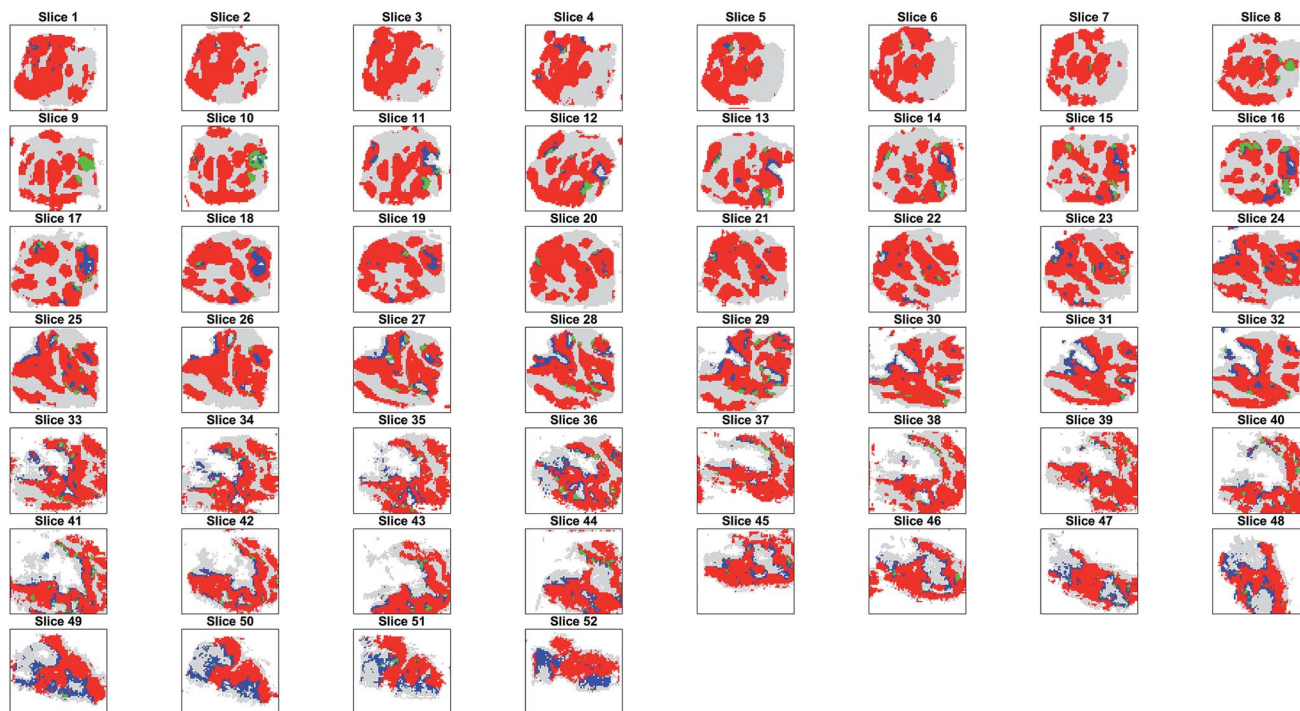 Slice 1
Slice 2
Slice 3
Slice 4
Slice 5
Slice 6
Slice 7
Slice 8
Slice 9
Slice 10
Slice 11
Slice 12
Slice 13
Slice 14
Slice 15
Slice 16
Slice 17
Slice 18
Slice 19
Slice 20
Slice 21
Slice 22
Slice 23
Slice 24
Slice 25
Slice 26
Slice 27
Slice 28
Slice 29
Slice 30
Slice 31
Slice 32
Slice 33
Slice 34
Slice 35
Slice 36
Slice 37
Slice 38
Slice 39
Slice 40
Slice 41
Slice 42
Slice 43
Slice 44
Slice 45
Slice 46
Slice 47
Slice 48
Slice 49
Slice 50
Slice 51
Slice 52